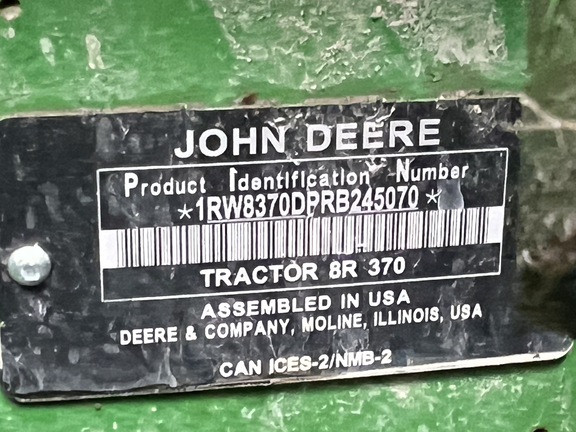 JOHN DEERE
Product Identification Number
*1RW8370DPRB245070*
TRACTOR 8R 370
ASSEMBLED IN USA
DEERE & COMPANY, MOLINE, ILLINOIS, USA
CAN ICES-2/NMB-2